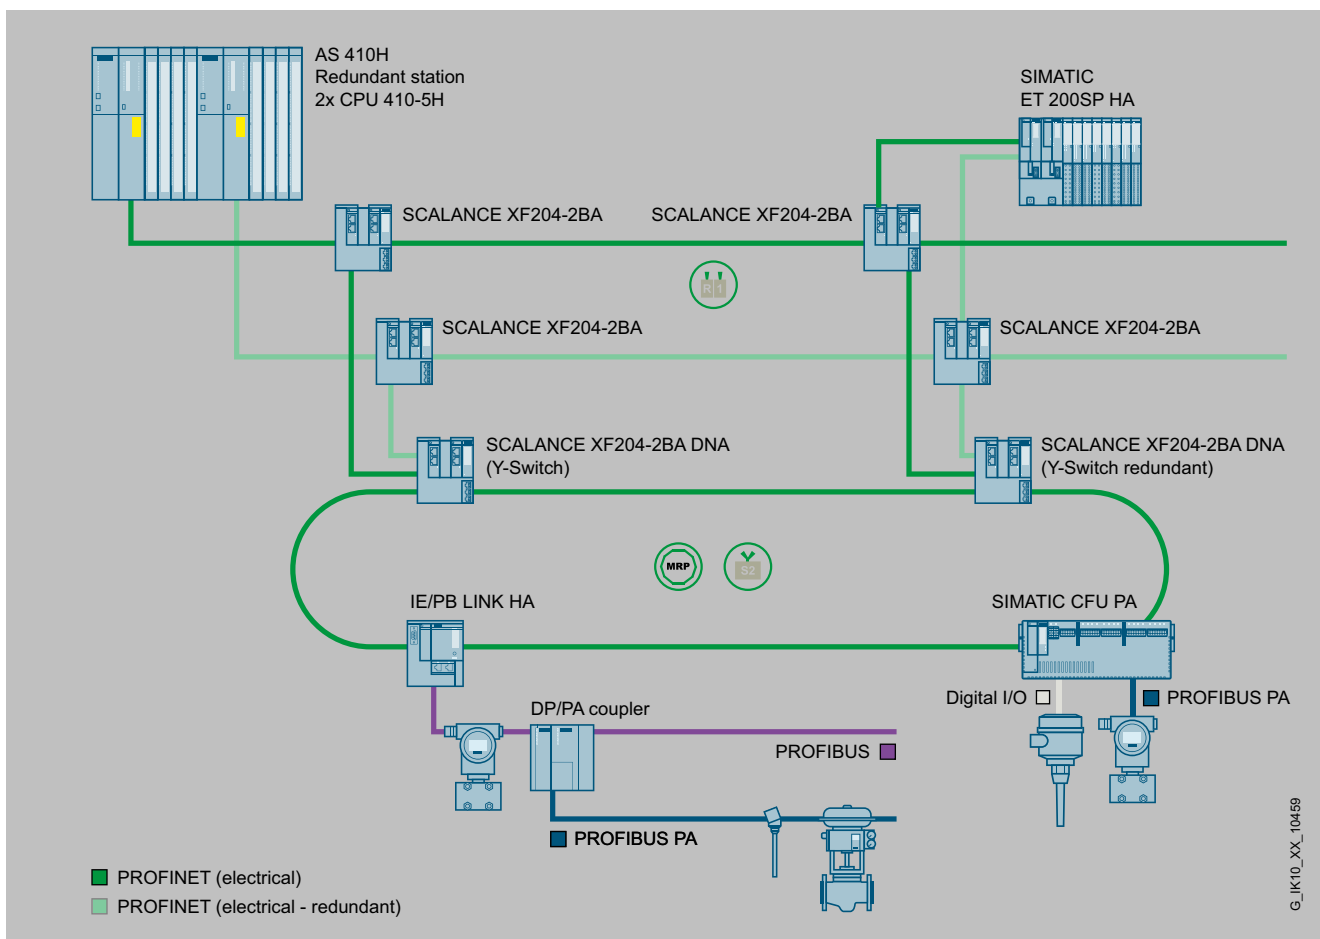 AS 410H
Redundant station
2x CPU 410-5H
SIMATIC
ET 200SP HA
SCALANCE XF204-2BA
SCALANCE XF204-2BA
R 1
SCALANCE XF204-2BA
SCALANCE XF204-2BA
SCALANCE XF204-2BA DNA
(Y-Switch)
SCALANCE XF204-2BA DNA
(Y-Switch redundant)
MRP
S2
IE/PB LINK HA
SIMATIC CFU PA
Digital I/O
PROFIBUS PA
DP/PA coupler
PROFIBUS
PROFIBUS PA
PROFINET (electrical)
PROFINET (electrical - redundant)
G_IK10_XX_10459